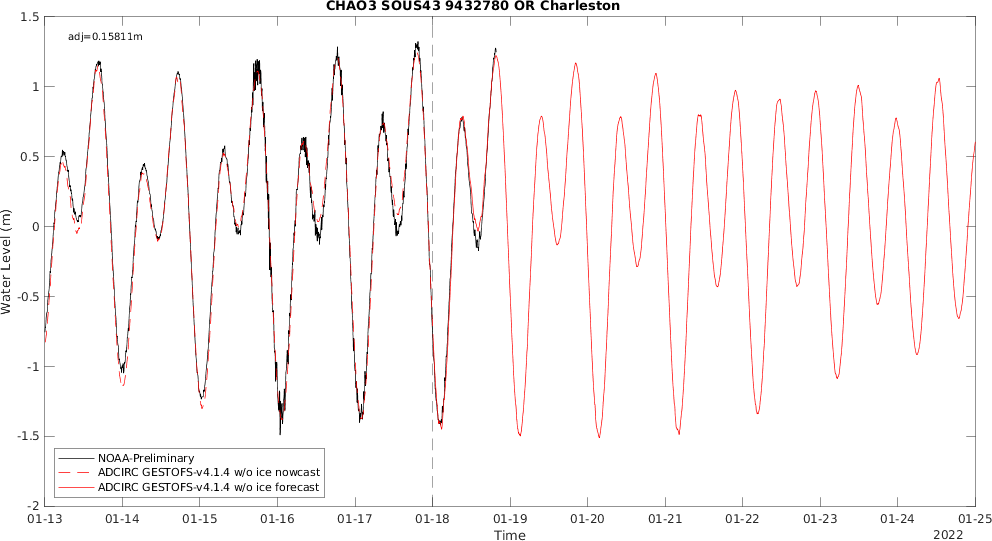 CHAO3 SOUS43 9432780 OR Charleston
adj=0.15811m
1.5
1
0.5
0
-0.5
-1
-1.5
-2
Water Level (m)
NOAA-Preliminary
ADCIRC GESTOFS-v4.1.4 w/o ice nowcast
ADCIRC GESTOFS-v4.1.4 w/o ice forecast
01-13 01-14 01-15 01-16 01-17 01-18 01-19 01-20 01-21 01-22 01-23 01-24 01-25
Time
2022